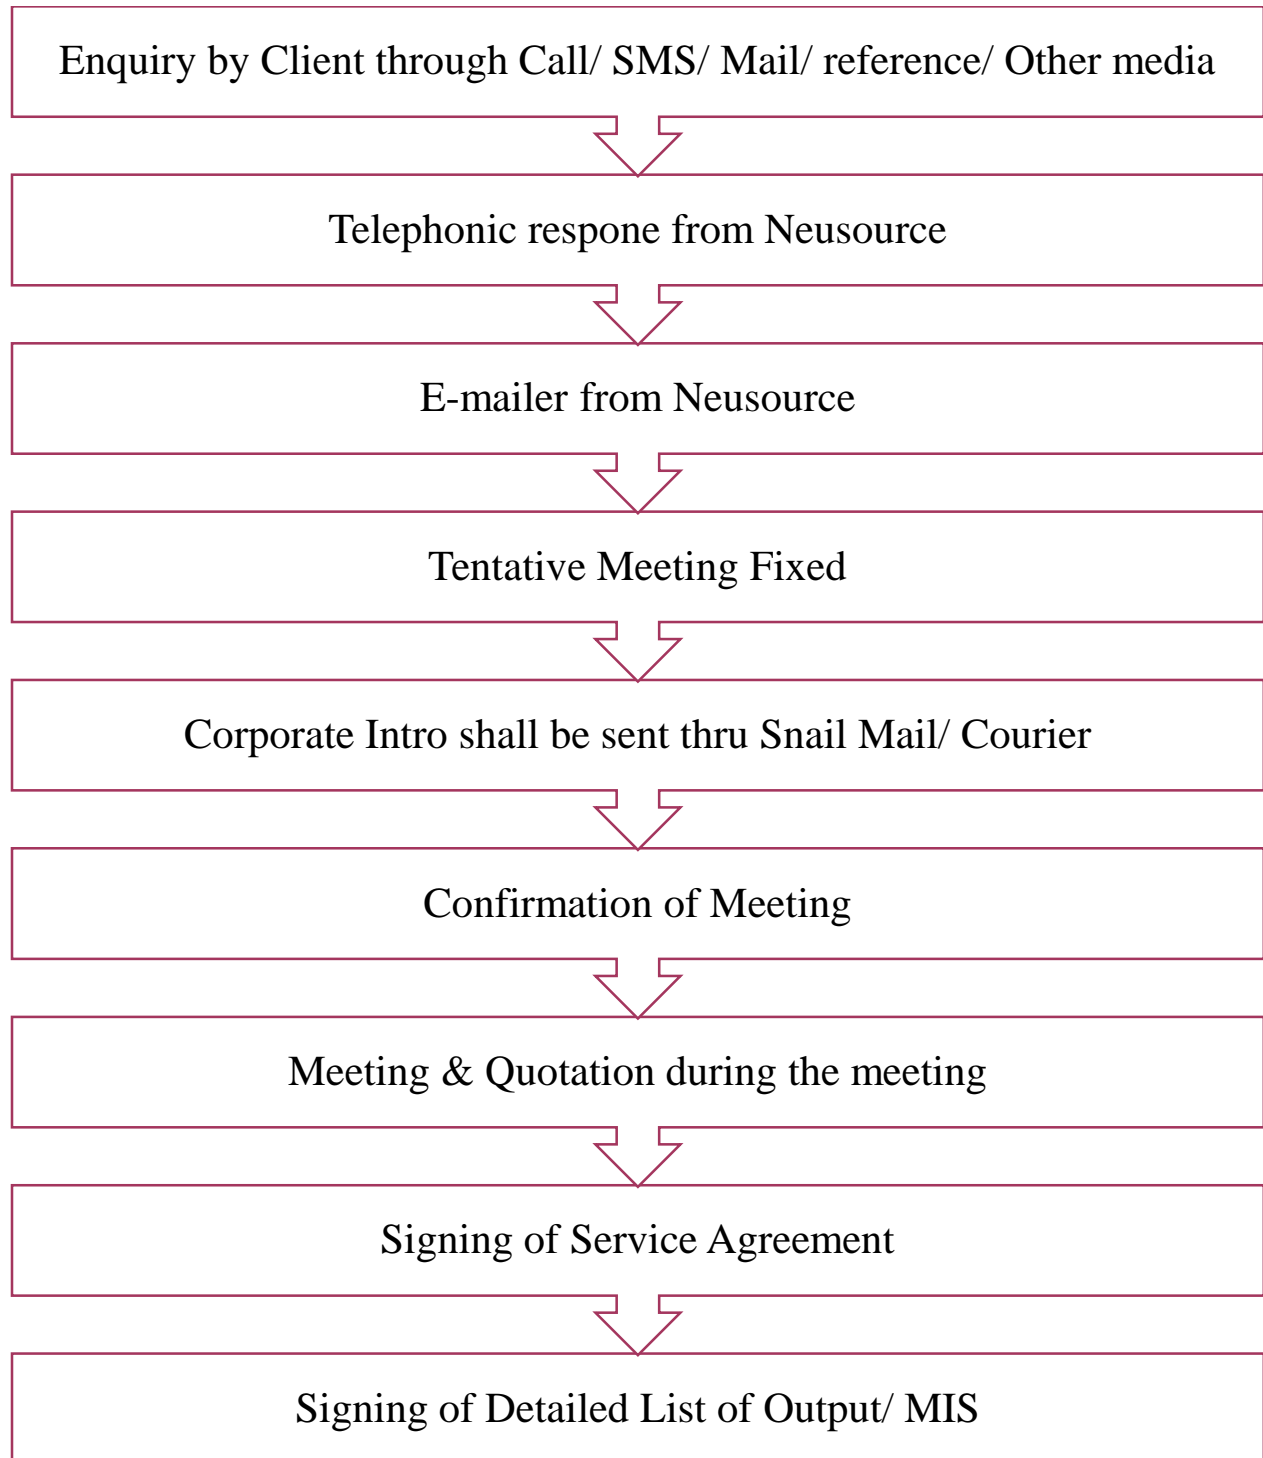 Enquiry by Client through Call/ SMS/ Mail/ reference/ Other media
Telephonic respone from Neusource
E-mailer from Neusource
Tentative Meeting Fixed
Corporate Intro shall be sent thru Snail Mail/ Courier
Confirmation of Meeting
Meeting & Quotation during the meeting
Signing of Service Agreement
Signing of Detailed List of Output/ MIS